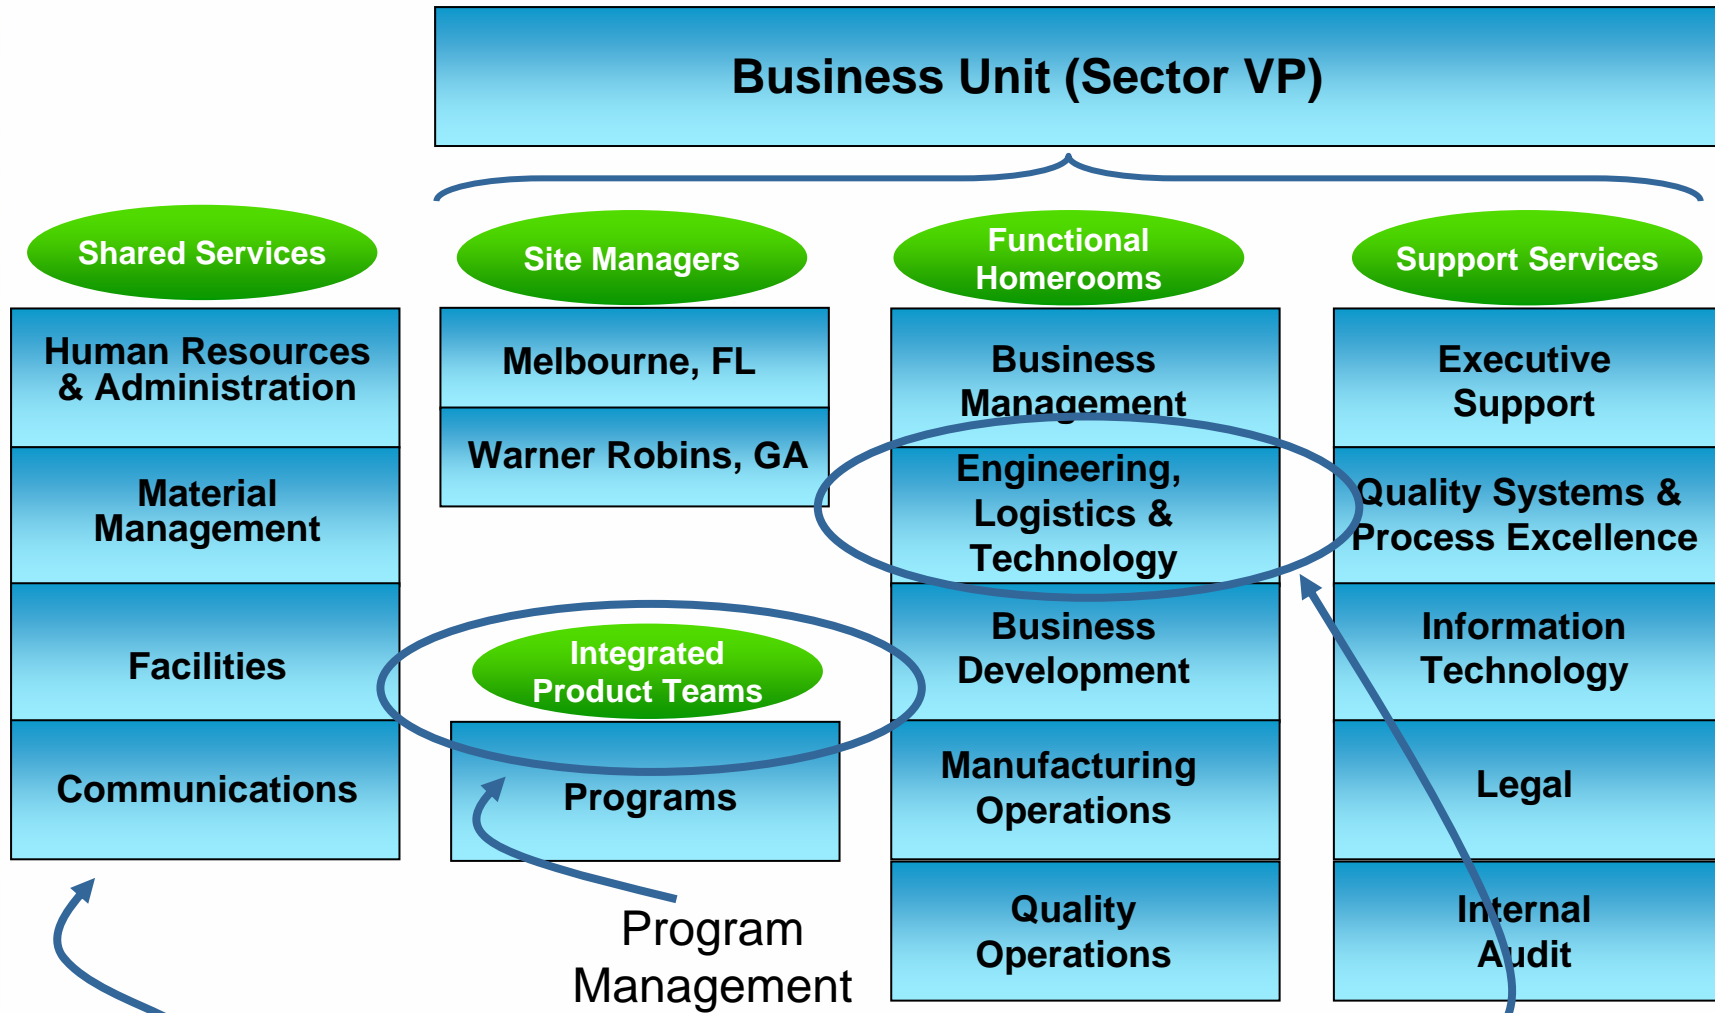 Business Unit (Sector VP)
Shared Services
Human Resources
& Administration
Material
Management
Facilities
Communications
Site Managers
Melbourne, FL
Warner Robins, GA
Integrated
Product Teams
Programs
Program
Management
Functional
Homerooms
Business
Management
Engineering,
Logistics &
Technology
Business
Development
Manufacturing
Operations
Quality
Operations
Support Services
Executive
Support
Quality Systems &
Process Excellence
Information
Technology
Legal
Internal
Audit